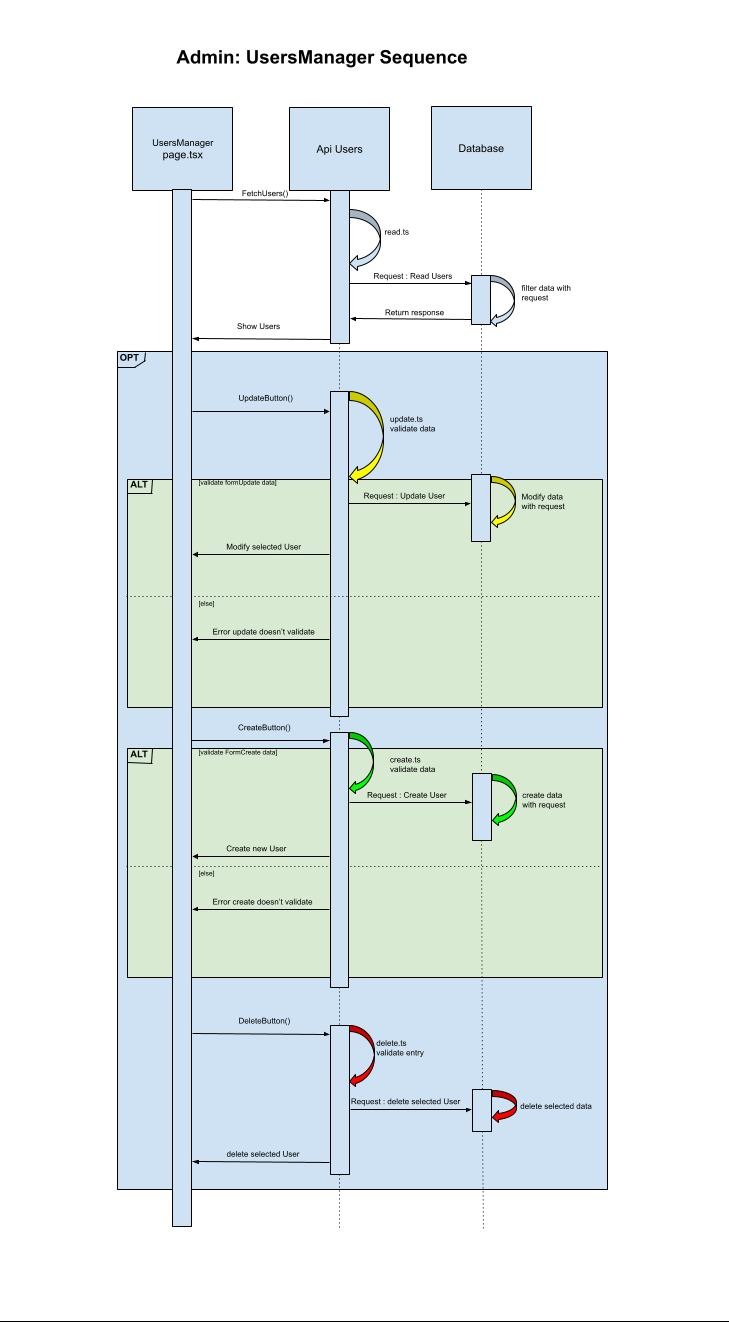 Admin: UsersManager Sequence
UsersManager
page.tsx
Api Users
Database
FetchUsers()
read.ts
Request : Read Users
filter data with
request
Return response
Show Users
OPT
UpdateButton()
update.ts
validate data
ALT
[validate formUpdate data]
Request : Update User
Modify data
with request
Modify selected User
[else]
Error update doesn't validate
CreateButton()
ALT
[validate FormCreate data]
create.ts
validate data
Request : Create User
create data
with request
Create new User
[else]
Error create doesn't validate
DeleteButton()
delete.ts
validate entry
Request : delete selected User
delete selected data
delete selected User